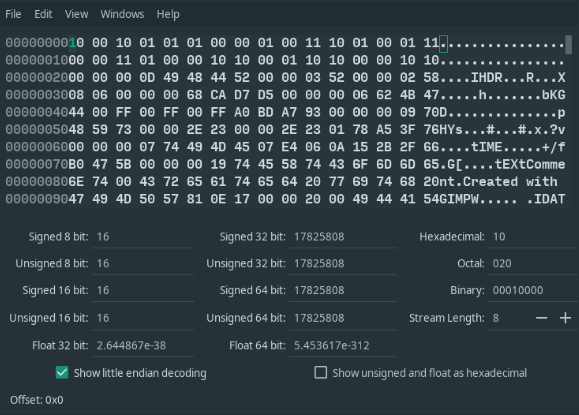 0000000010 00 10 01 01 01 00 00 01 00 11 10 01 00 01 11................
0000001000 00 11 01 00 00 10 10 00 01 10 10 00 00 10 10................
0000002000 00 00 0D 49 48 44 52 00 00 03 52 00 00 02 58....IHDR...R...X
0000003008 06 00 00 00 68 CA D7 D5 00 00 00 06 62 4B 47.....h.......bKG
0000004044 00 FF 00 FF 00 FF A0 BD A7 93 00 00 00 09 70D..............p
0000005048 59 73 00 00 2E 23 00 00 2E 23 01 78 A5 3F 76HYs...#...#.x.?v
0000006000 00 00 07 74 49 4D 45 07 E4 06 0A 15 2B 2F 66....tIME.....+/f
00000070B0 47 5B 00 00 00 19 74 45 58 74 43 6F 6D 6D 65.G[....tEXtComme
000000806E 74 00 43 72 65 61 74 65 64 20 77 69 74 68 20nt.Created with
0000009047 49 4D 50 57 81 0E 17 00 00 20 00 49 44 41 54GIMPW.... .IDAT
File Edit View Windows Help
Signed 8 bit: 16 Signed 32 bit: 17825808 Hexadecimal: 10
Unsigned 8 bit: 16 Unsigned 32 bit: 17825808 Octal: 020
Signed 16 bit: 16 Signed 64 bit: 17825808 Binary: 00010000
Unsigned 16 bit: 16 Unsigned 64 bit: 17825808 Stream Length: 8 − +
Float 32 bit: 2.644867e-38 Float 64 bit: 5.453617e-312
Show little endian decoding Show unsigned and float as hexadecimal
Offset: 0x0